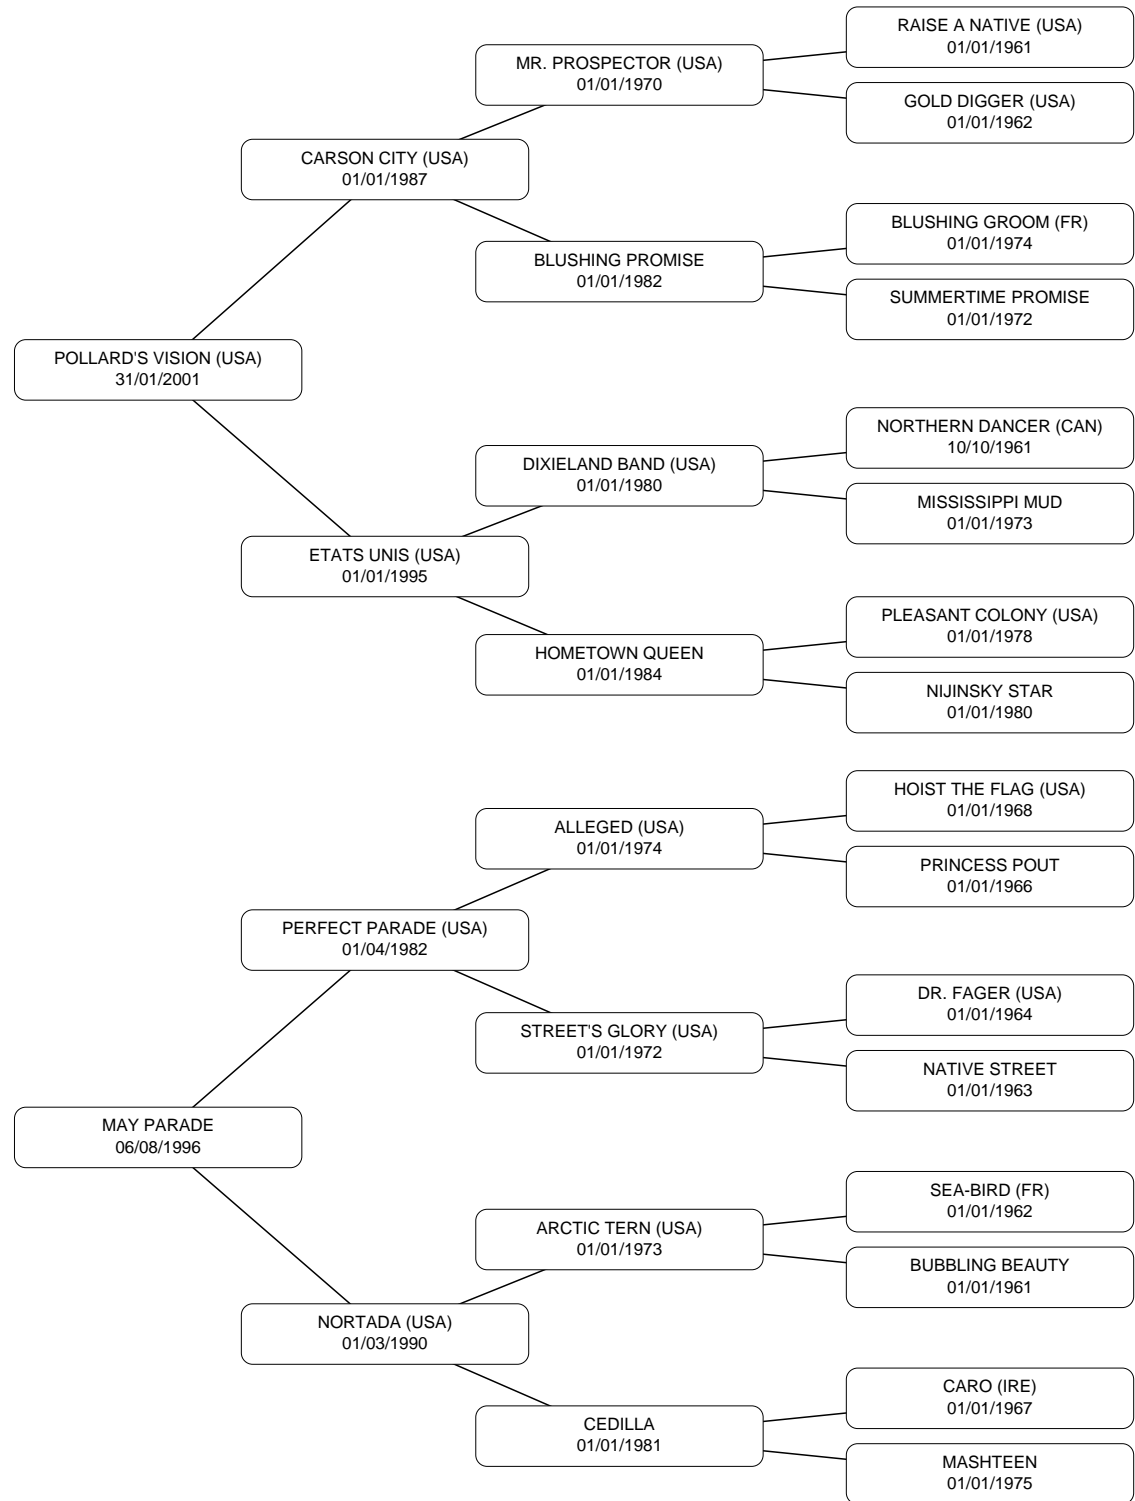 RAISE A NATIVE (USA)
01/01/1961
MR. PROSPECTOR (USA)
01/01/1970
GOLD DIGGER (USA)
01/01/1962
CARSON CITY (USA)
01/01/1987
BLUSHING GROOM (FR)
01/01/1974
BLUSHING PROMISE
01/01/1982
SUMMERTIME PROMISE
01/01/1972
POLLARD'S VISION (USA)
31/01/2001
NORTHERN DANCER (CAN)
10/10/1961
DIXIELAND BAND (USA)
01/01/1980
MISSISSIPPI MUD
01/01/1973
ETATS UNIS (USA)
01/01/1995
PLEASANT COLONY (USA)
01/01/1978
HOMETOWN QUEEN
01/01/1984
NIJINSKY STAR
01/01/1980
HOIST THE FLAG (USA)
01/01/1968
ALLEGED (USA)
01/01/1974
PRINCESS POUT
01/01/1966
PERFECT PARADE (USA)
01/04/1982
DR. FAGER (USA)
01/01/1964
STREET'S GLORY (USA)
01/01/1972
NATIVE STREET
01/01/1963
MAY PARADE
06/08/1996
SEA-BIRD (FR)
01/01/1962
ARCTIC TERN (USA)
01/01/1973
BUBBLING BEAUTY
01/01/1961
NORTADA (USA)
01/03/1990
CARO (IRE)
01/01/1967
CEDILLA
01/01/1981
MASHTEEN
01/01/1975